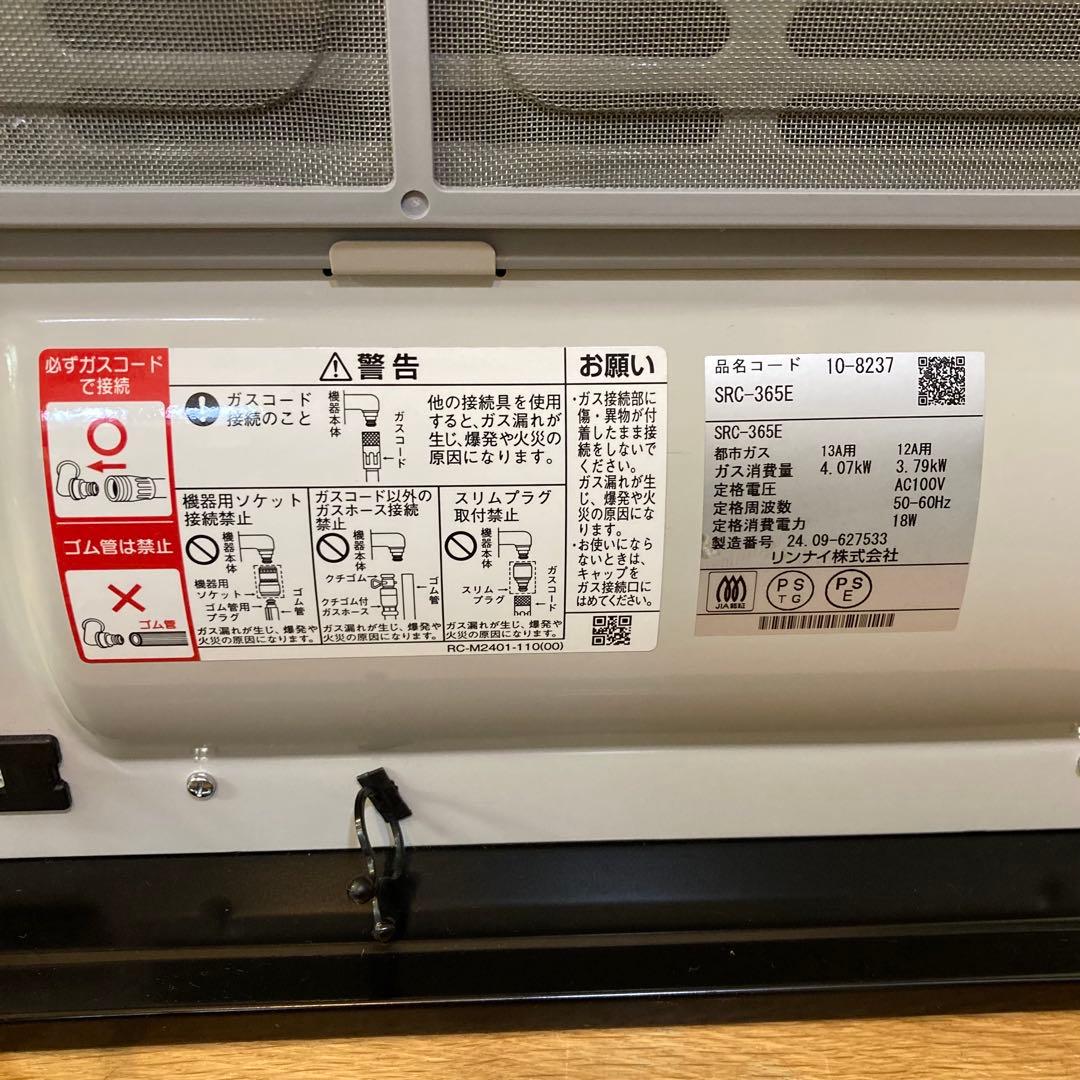 必ずガスコード
で接続
ゴム管は禁止
ゴム管
警告
ガスコード
接続のこと
機器本体
ガスコード
他の接続具を使用
すると、ガス漏れが
生じ、爆発や火災の
原因になります。
機器用ソケット
接続禁止
機器本体
機器用
ソケット
ゴム管用
プラグ
ゴム管
ガス漏れが生じ、爆発や
火災の原因になります。
ガスコード以外の
ガスホース接続
禁止
機器本体
クチゴム
クチゴム付
ガスホース
ゴム管
ガス漏れが生じ、爆発や
火災の原因になります。
スリムプラグ
取付禁止
機器本体
スリム
プラグ
ガスコード
ガス漏れが生じ、爆発や
火災の原因になります。
RC-M2401-110(00)
お願い
・ガス接続部に
傷・異物が付
着したまま接
続をしないで
ください。
ガス漏れが生
じ、爆発や火
災の原因にな
ります。
・お使いになら
ないときは、
キャップを
ガス接続口に
はめてください。
品名コード 10-8237
SRC-365E
SRC-365E
都市ガス 13A用 12A用
ガス消費量 4.07kW 3.79kW
定格電圧 AC100V
定格周波数 50-60Hz
定格消費電力 18W
製造番号 24.09-627533
リンナイ株式会社
JIA認証
PS
TG
PS
E